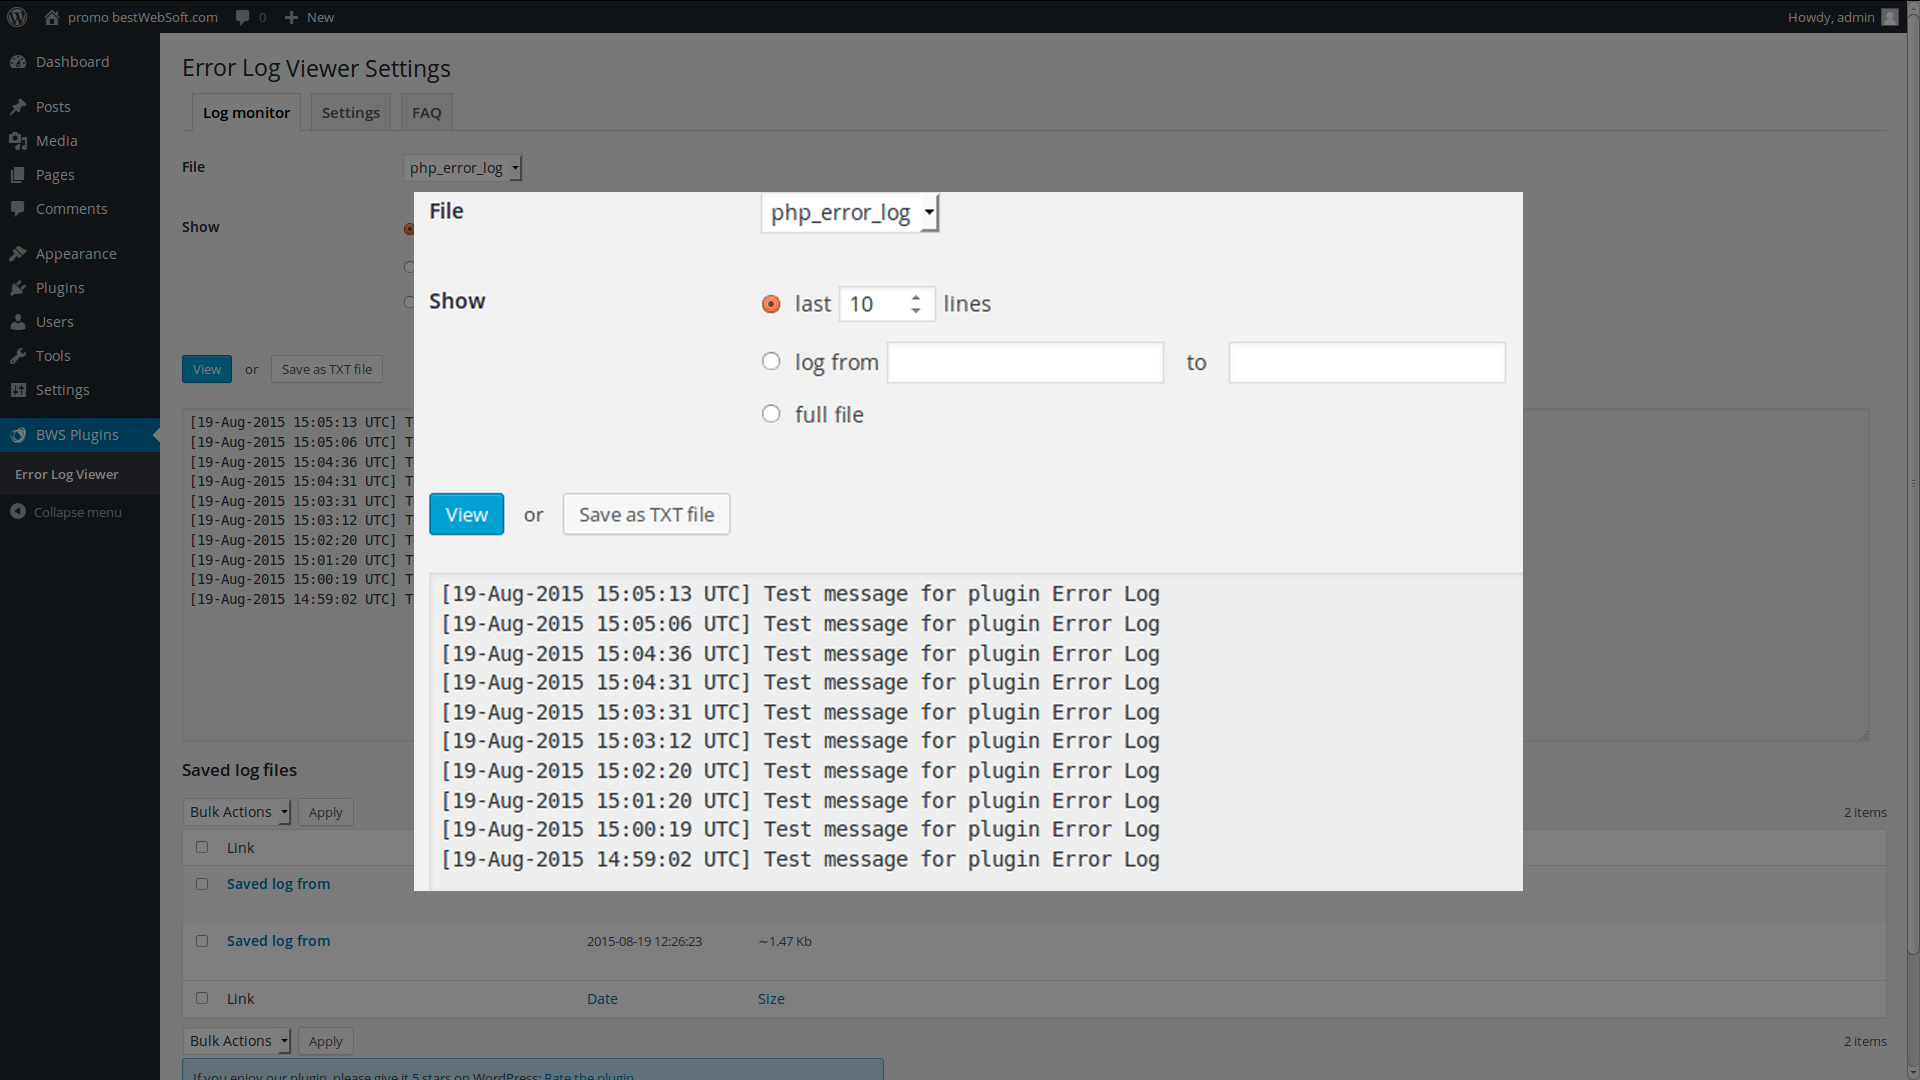 promo bestWebSoft.com 0 New Howdy, admin
Dashboard
Posts
Media
Pages
Comments
Appearance
Plugins
Users
Tools
Settings
BWS Plugins
Error Log Viewer
Collapse menu
Error Log Viewer Settings
Log monitor Settings FAQ
File php_error_log
Show
View or Save as TXT file
[19-Aug-2015 15:05:13 UTC] T
[19-Aug-2015 15:05:06 UTC] T
[19-Aug-2015 15:04:36 UTC] T
[19-Aug-2015 15:04:31 UTC] T
[19-Aug-2015 15:03:31 UTC] T
[19-Aug-2015 15:03:12 UTC] T
[19-Aug-2015 15:02:20 UTC] T
[19-Aug-2015 15:01:20 UTC] T
[19-Aug-2015 15:00:19 UTC] T
[19-Aug-2015 14:59:02 UTC] T
File php_error_log
Show last 10 lines
log from to
full file
View or Save as TXT file
[19-Aug-2015 15:05:13 UTC] Test message for plugin Error Log
[19-Aug-2015 15:05:06 UTC] Test message for plugin Error Log
[19-Aug-2015 15:04:36 UTC] Test message for plugin Error Log
[19-Aug-2015 15:04:31 UTC] Test message for plugin Error Log
[19-Aug-2015 15:03:31 UTC] Test message for plugin Error Log
[19-Aug-2015 15:03:12 UTC] Test message for plugin Error Log
[19-Aug-2015 15:02:20 UTC] Test message for plugin Error Log
[19-Aug-2015 15:01:20 UTC] Test message for plugin Error Log
[19-Aug-2015 15:00:19 UTC] Test message for plugin Error Log
[19-Aug-2015 14:59:02 UTC] Test message for plugin Error Log
Saved log files
Bulk Actions Apply 2 items
Link
Saved log from
Saved log from 2015-08-19 12:26:23 ~1.47 Kb
Link Date Size
Bulk Actions Apply 2 items
If you enjoy our plugin, please give it 5 stars on WordPress: Rate the plugin